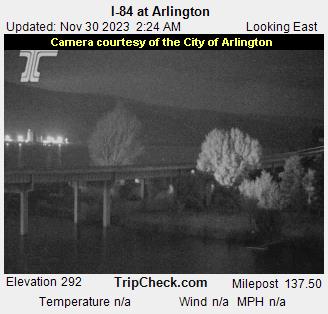 I-84 at Arlington
Updated: Nov 30 2023 2:24 AM Looking East
Camera courtesy of the City of Arlington
Elevation 292 TripCheck.com Milepost 137.50
Temperature n/a Wind n/a MPH n/a